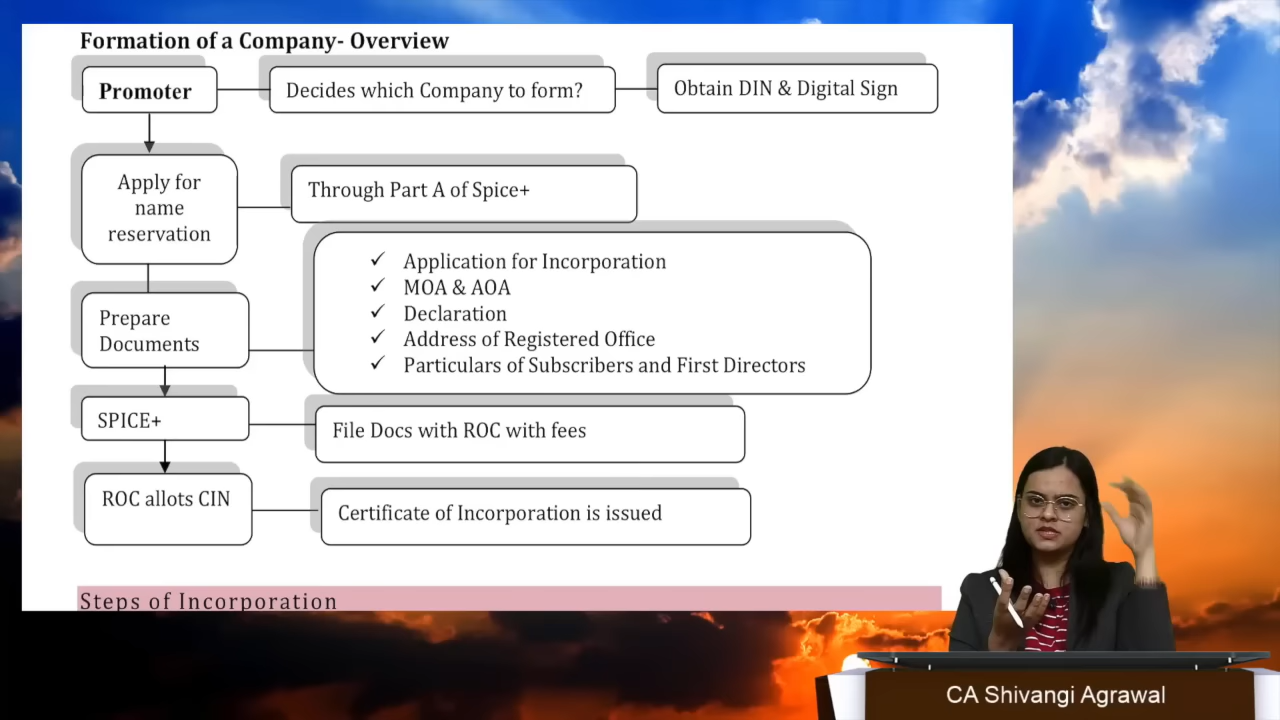 Formation of a Company- Overview
Promoter
Decides which Company to form?
Obtain DIN & Digital Sign
Apply for
name
reservation
Through Part A of Spice+
Prepare
Documents
✓ Application for Incorporation
✓ MOA & AOA
✓ Declaration
✓ Address of Registered Office
✓ Particulars of Subscribers and First Directors
SPICE+
File Docs with ROC with fees
ROC allots CIN
Certificate of Incorporation is issued
Steps of Incorporation
CA Shivangi Agrawal